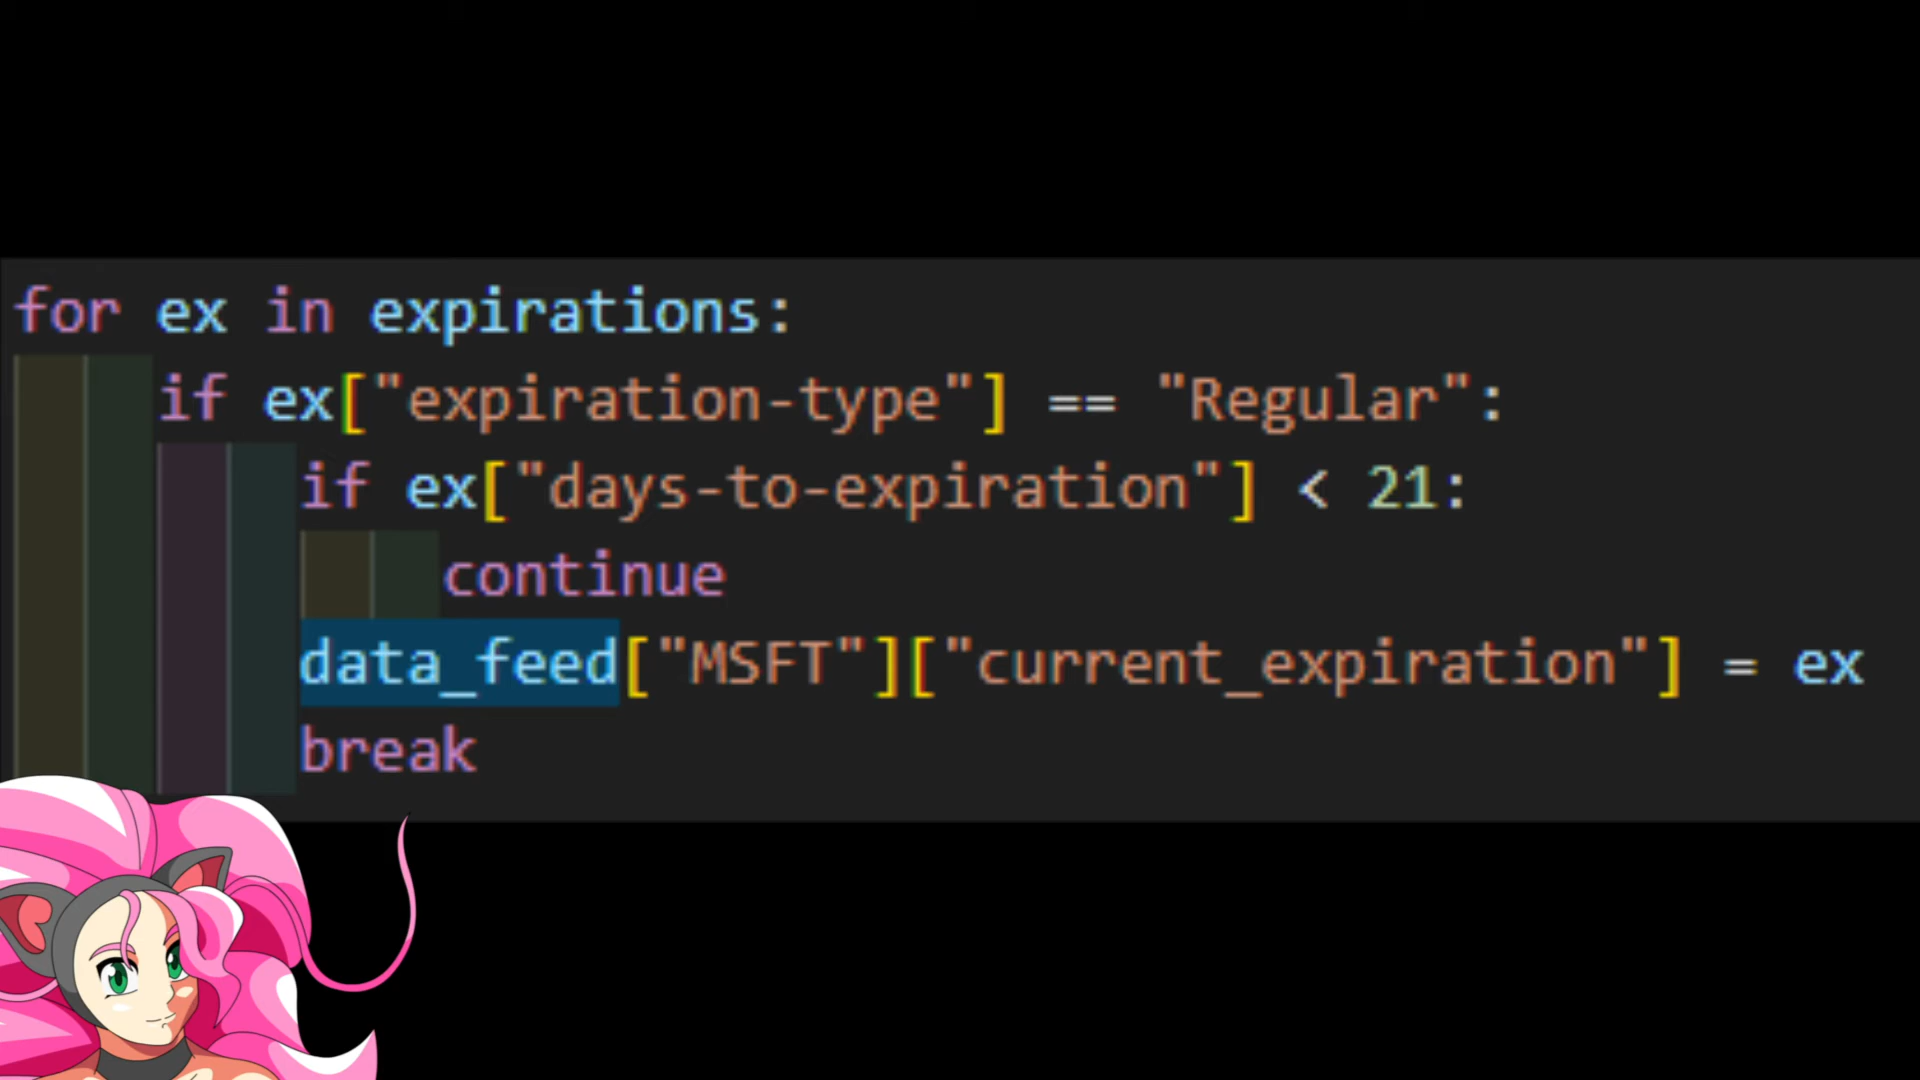 for ex in expirations:
if ex["expiration-type"] == "Regular":
if ex["days-to-expiration"] < 21:
continue
data_feed["MSFT"]["current_expiration"] = ex
break